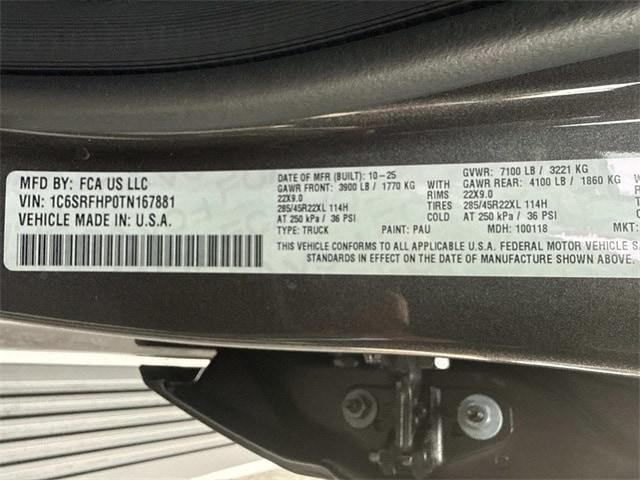 MFD BY: FCA US LLC
VIN: 1C6SRFHP0TN167881
VEHICLE MADE IN U.S.A.
DATE OF MFR (BUILT): 10-25
GAWR FRONT: 3900 LB / 1770 KG WITH
22X9.0 RIMS
285/45R22XL 114H TIRES
AT 250 kPa / 36 PSI COLD
TYPE: TRUCK PAINT: PAU
GVWR: 7100 LB / 3221 KG
GAWR REAR: 4100 LB / 1860 KG WITH
22X9.0 RIMS
285/45R22XL 114H TIRES
AT 250 kPa / 36 PSI COLD
MDH: 100118 MKT:
THIS VEHICLE CONFORMS TO ALL APPLICABLE U.S.A. FEDERAL MOTOR VEHICLE
STANDARDS IN EFFECT ON THE DATE OF MANUFACTURE SHOWN ABOVE.